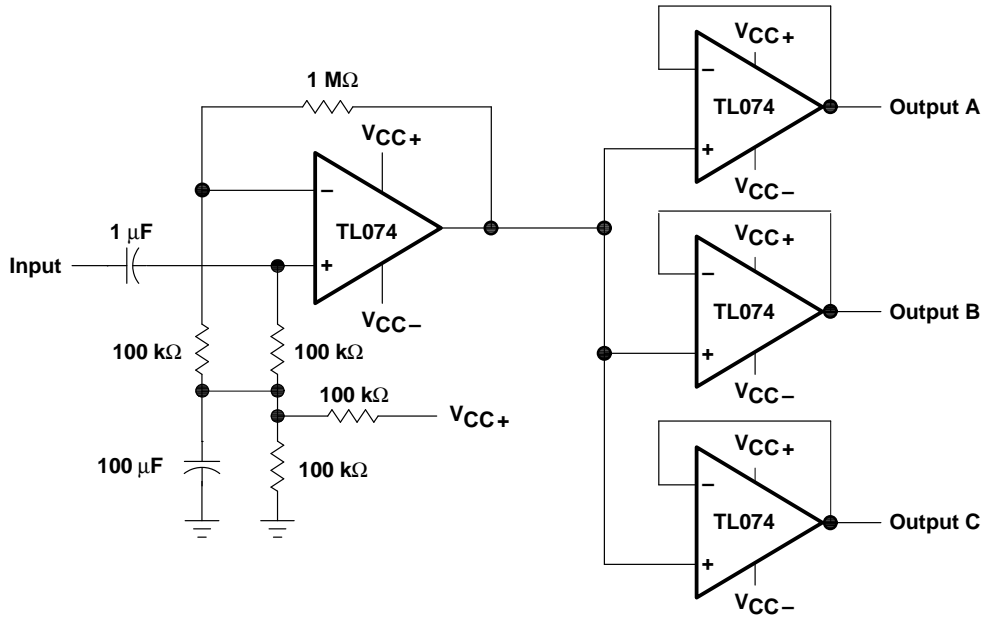 1 MΩ
VCC+
−
TL074
+
VCC−
1 μF
Input
100 kΩ
100 kΩ
100 kΩ
VCC+
100 μF
100 kΩ
VCC+
−
TL074
+
VCC−
Output A
VCC+
−
TL074
+
VCC−
Output B
VCC+
−
TL074
+
VCC−
Output C